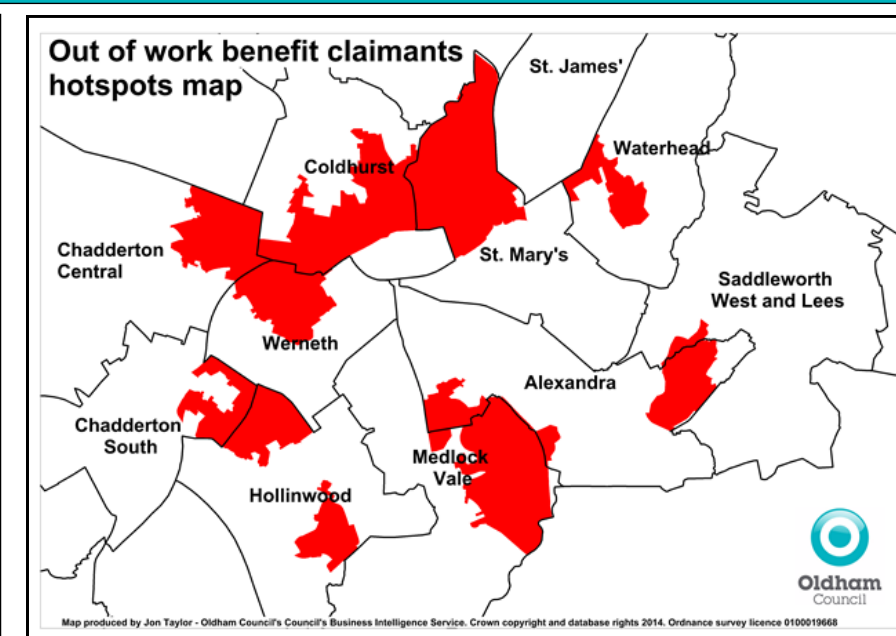 Out of work benefit claimants
hotspots map
St. James'
Waterhead
Coldhurst
Chadderton
Central
St. Mary's
Saddleworth
West and Lees
Werneth
Alexandra
Chadderton
South
Medlock
Vale
Hollinwood
Oldham
Council
Map produced by Jon Taylor - Oldham Council's Council's Business Intelligence Service. Crown copyright and database rights 2014. Ordnance survey licence 0100019668